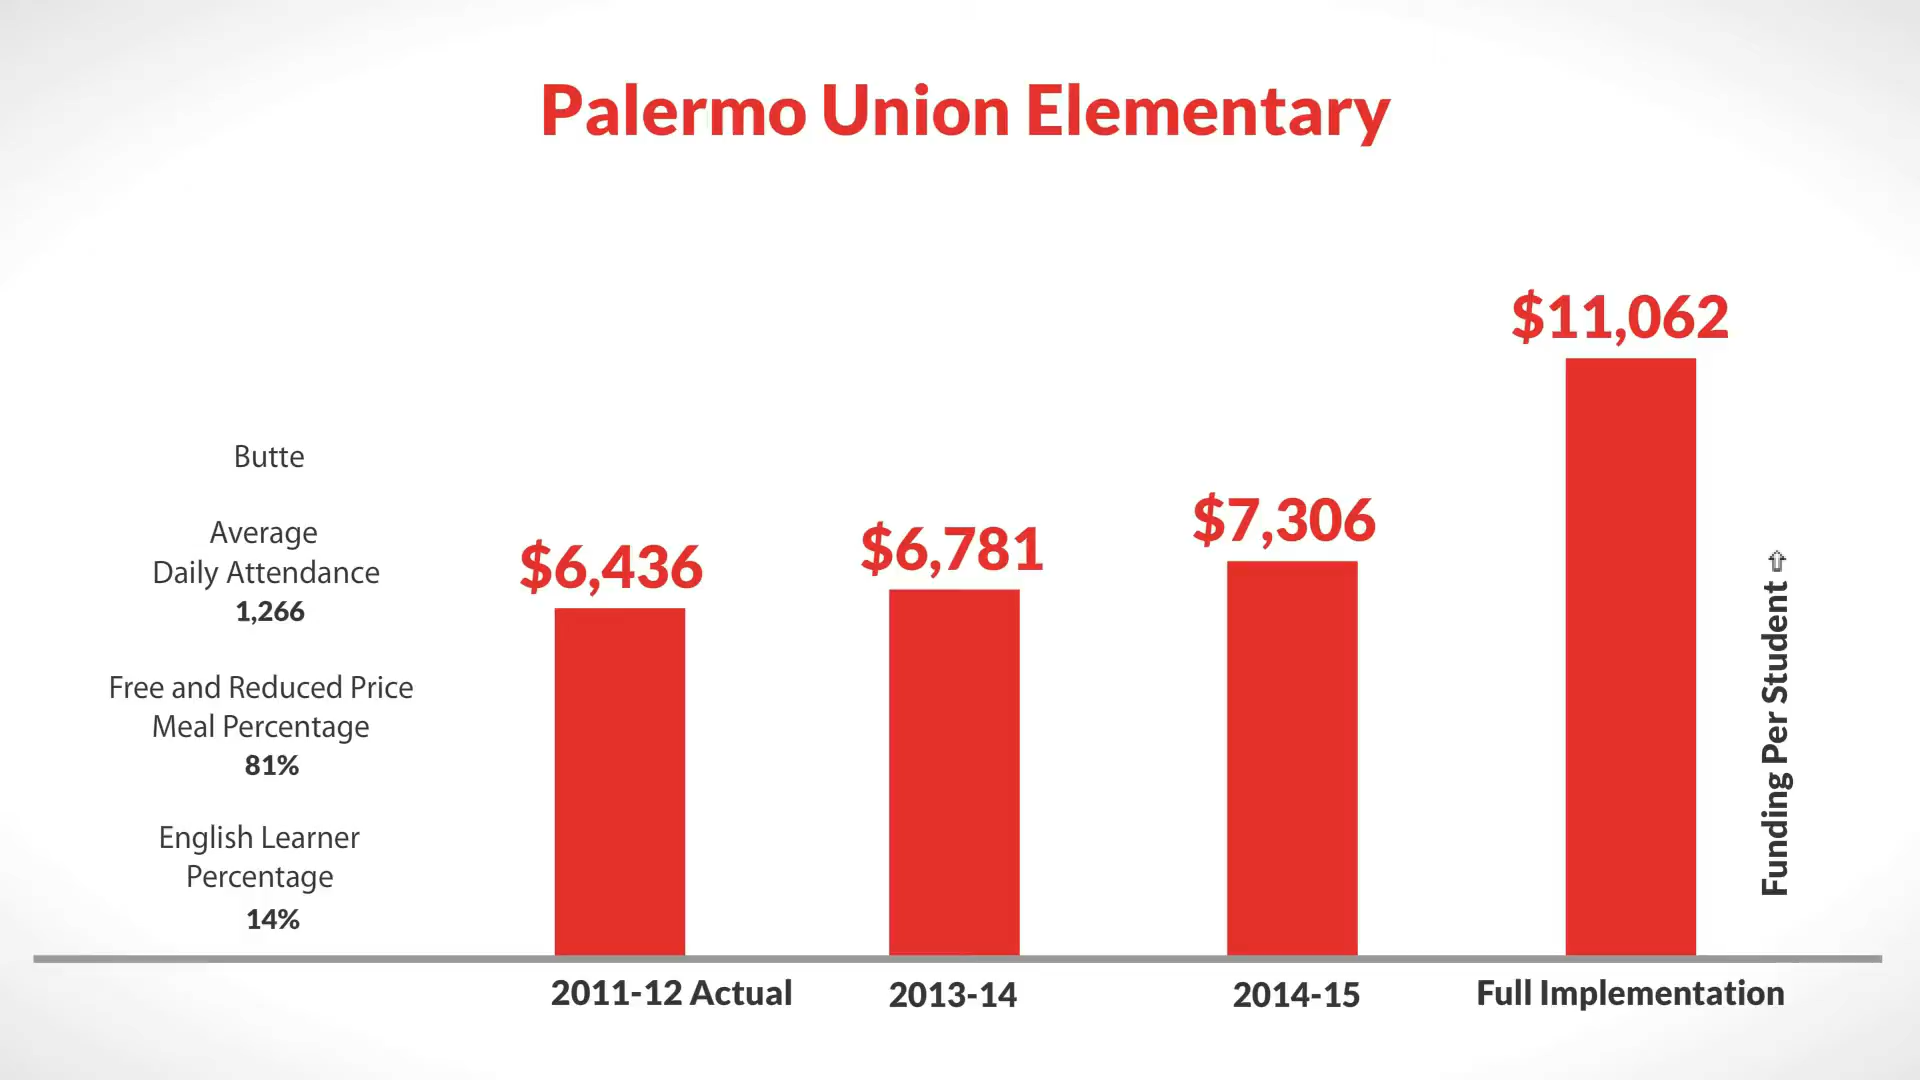 Palermo Union Elementary
Butte
Average
Daily Attendance
1,266
Free and Reduced Price
Meal Percentage
81%
English Learner
Percentage
14%
$6,436
$6,781
$7,306
$11,062
2011-12 Actual
2013-14
2014-15
Full Implementation
Funding Per Student ⇧